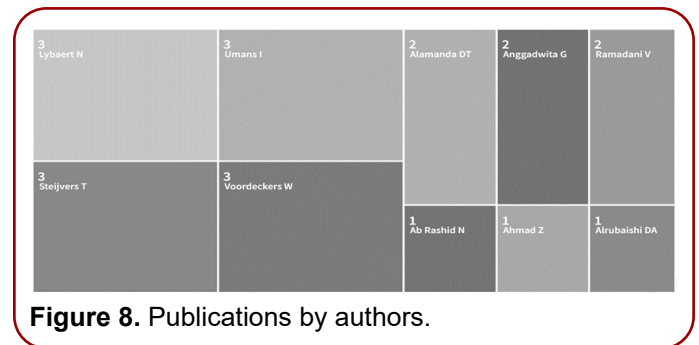 3
Lybaert N
3
Umans I
2
Alamanda DT
2
Anggadwita G
2
Ramadani V
3
Steijvers T
3
Voordeckers W
1
Ab Rashid N
1
Ahmad Z
1
Alrubaishi DA
Figure 8. Publications by authors.